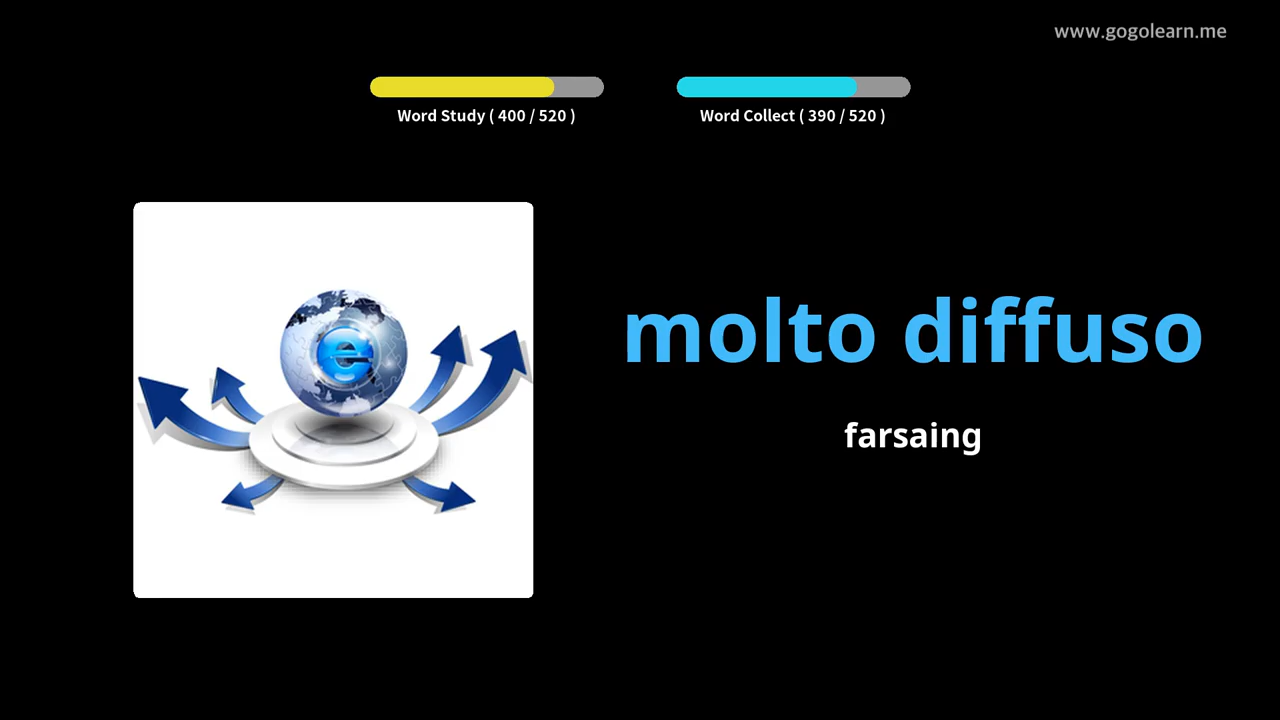 www.gogolearn.me
Word Study ( 400 / 520 )
Word Collect ( 390 / 520 )
e
molto diffuso
farsaing